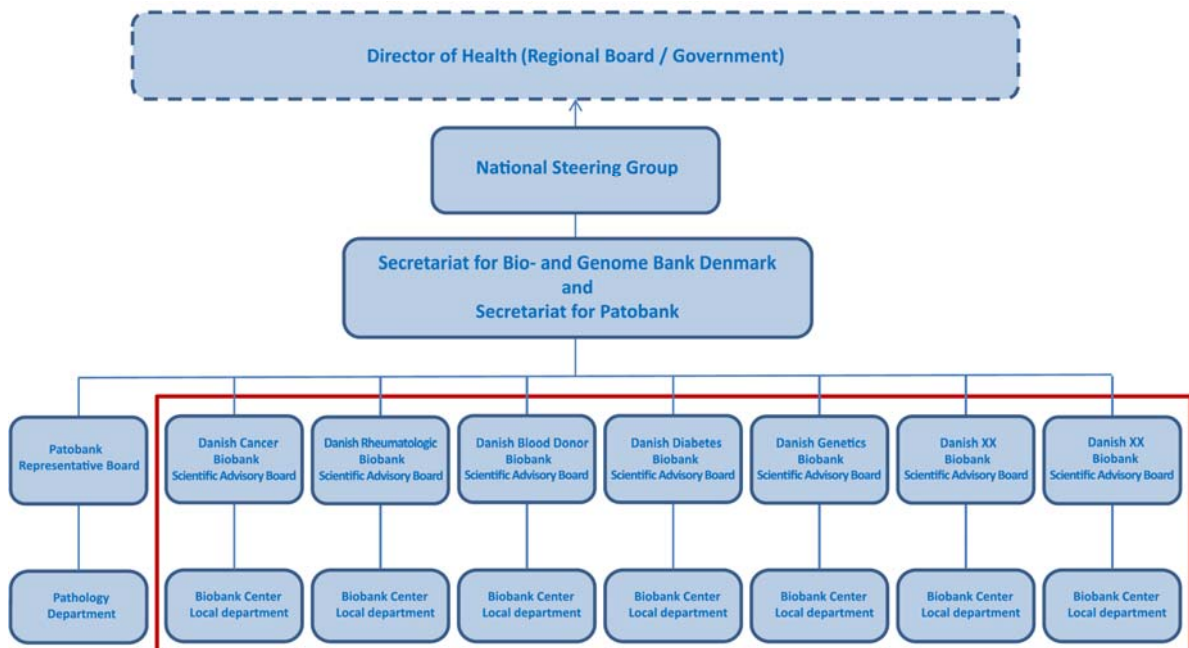 Director of Health (Regional Board / Government)
National Steering Group
Secretariat for Bio- and Genome Bank Denmark
and
Secretariat for Patobank
Patobank
Representative Board
Danish Cancer
Biobank
Scientific Advisory Board
Danish Rheumatologic
Biobank
Scientific Advisory Board
Danish Blood Donor
Biobank
Scientific Advisory Board
Danish Diabetes
Biobank
Scientific Advisory Board
Danish Genetics
Biobank
Scientific Advisory Board
Danish XX
Biobank
Scientific Advisory Board
Danish XX
Biobank
Scientific Advisory Board
Pathology
Department
Biobank Center
Local department
Biobank Center
Local department
Biobank Center
Local department
Biobank Center
Local department
Biobank Center
Local department
Biobank Center
Local department
Biobank Center
Local department